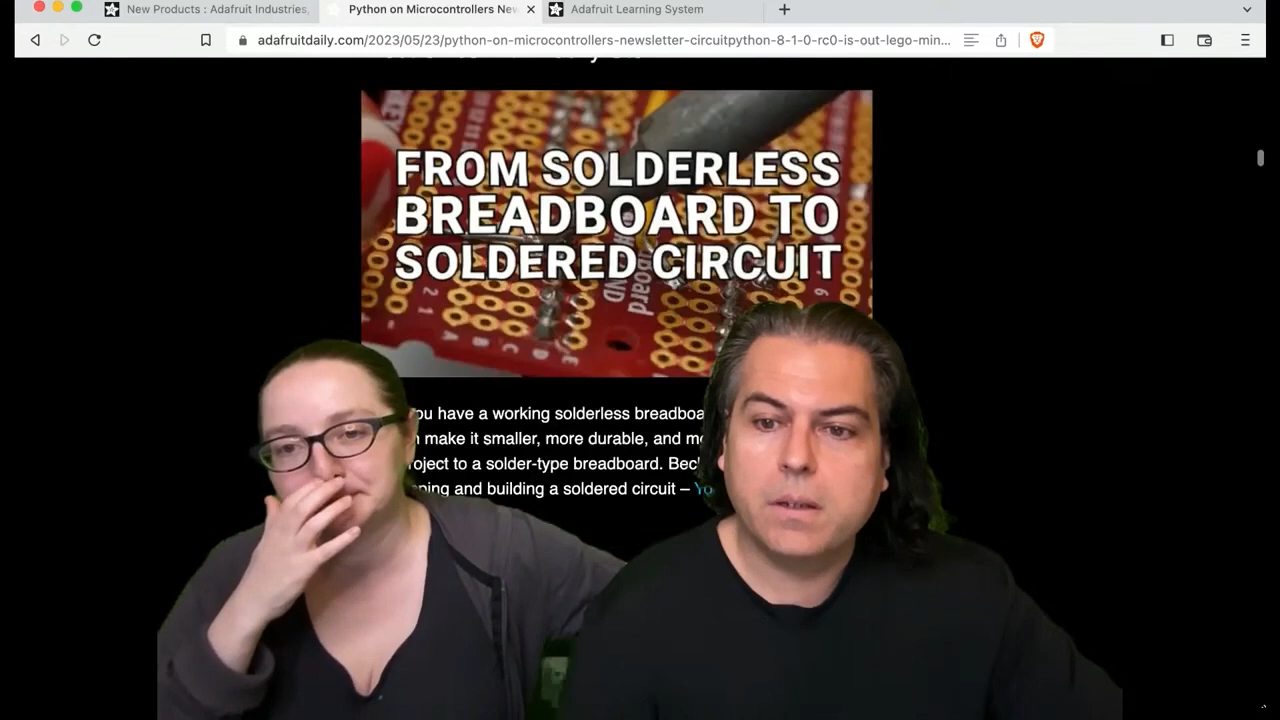 New Products : Adafruit Industries,
Python on Microcontrollers New
Adafruit Learning System
adafruitdaily.com/2023/05/23/python-on-microcontrollers-newsletter-circuitpython-8-1-0-rc0-is-out-lego-min...
FROM SOLDERLESS
BREADBOARD TO
SOLDERED CIRCUIT
ou have a working solderless breadboa
make it smaller, more durable, and m
oject to a solder-type breadboard. Bec
ping and building a soldered circuit – Yo